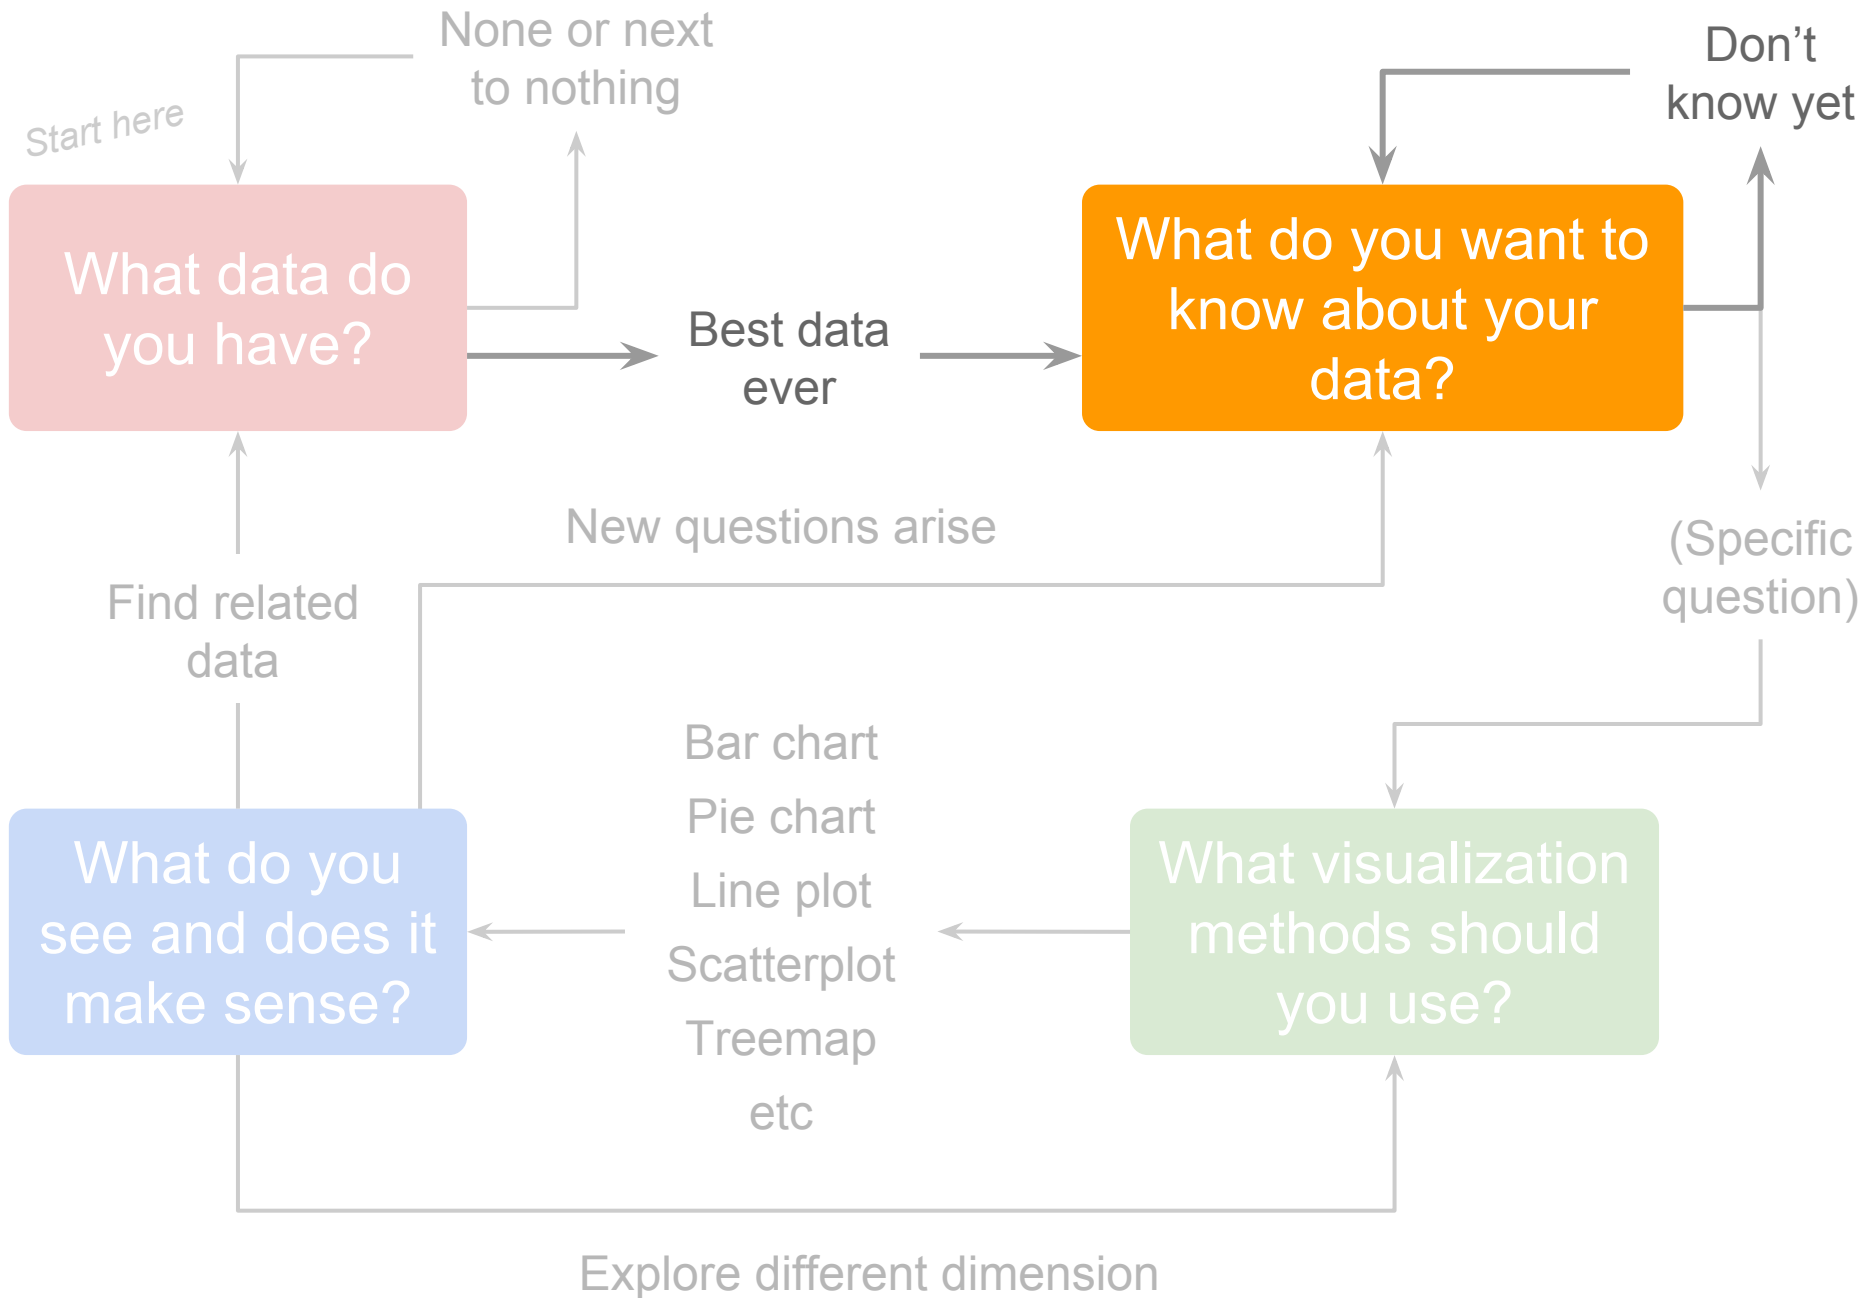 None or next
to nothing
Don’t
know yet
Start here
What data do
you have?
Best data
ever
What do you want to
know about your
data?
New questions arise
(Specific
question)
Find related
data
Bar chart
Pie chart
Line plot
Scatterplot
Treemap
etc
What do you
see and does it
make sense?
What visualization
methods should
you use?
Explore different dimension